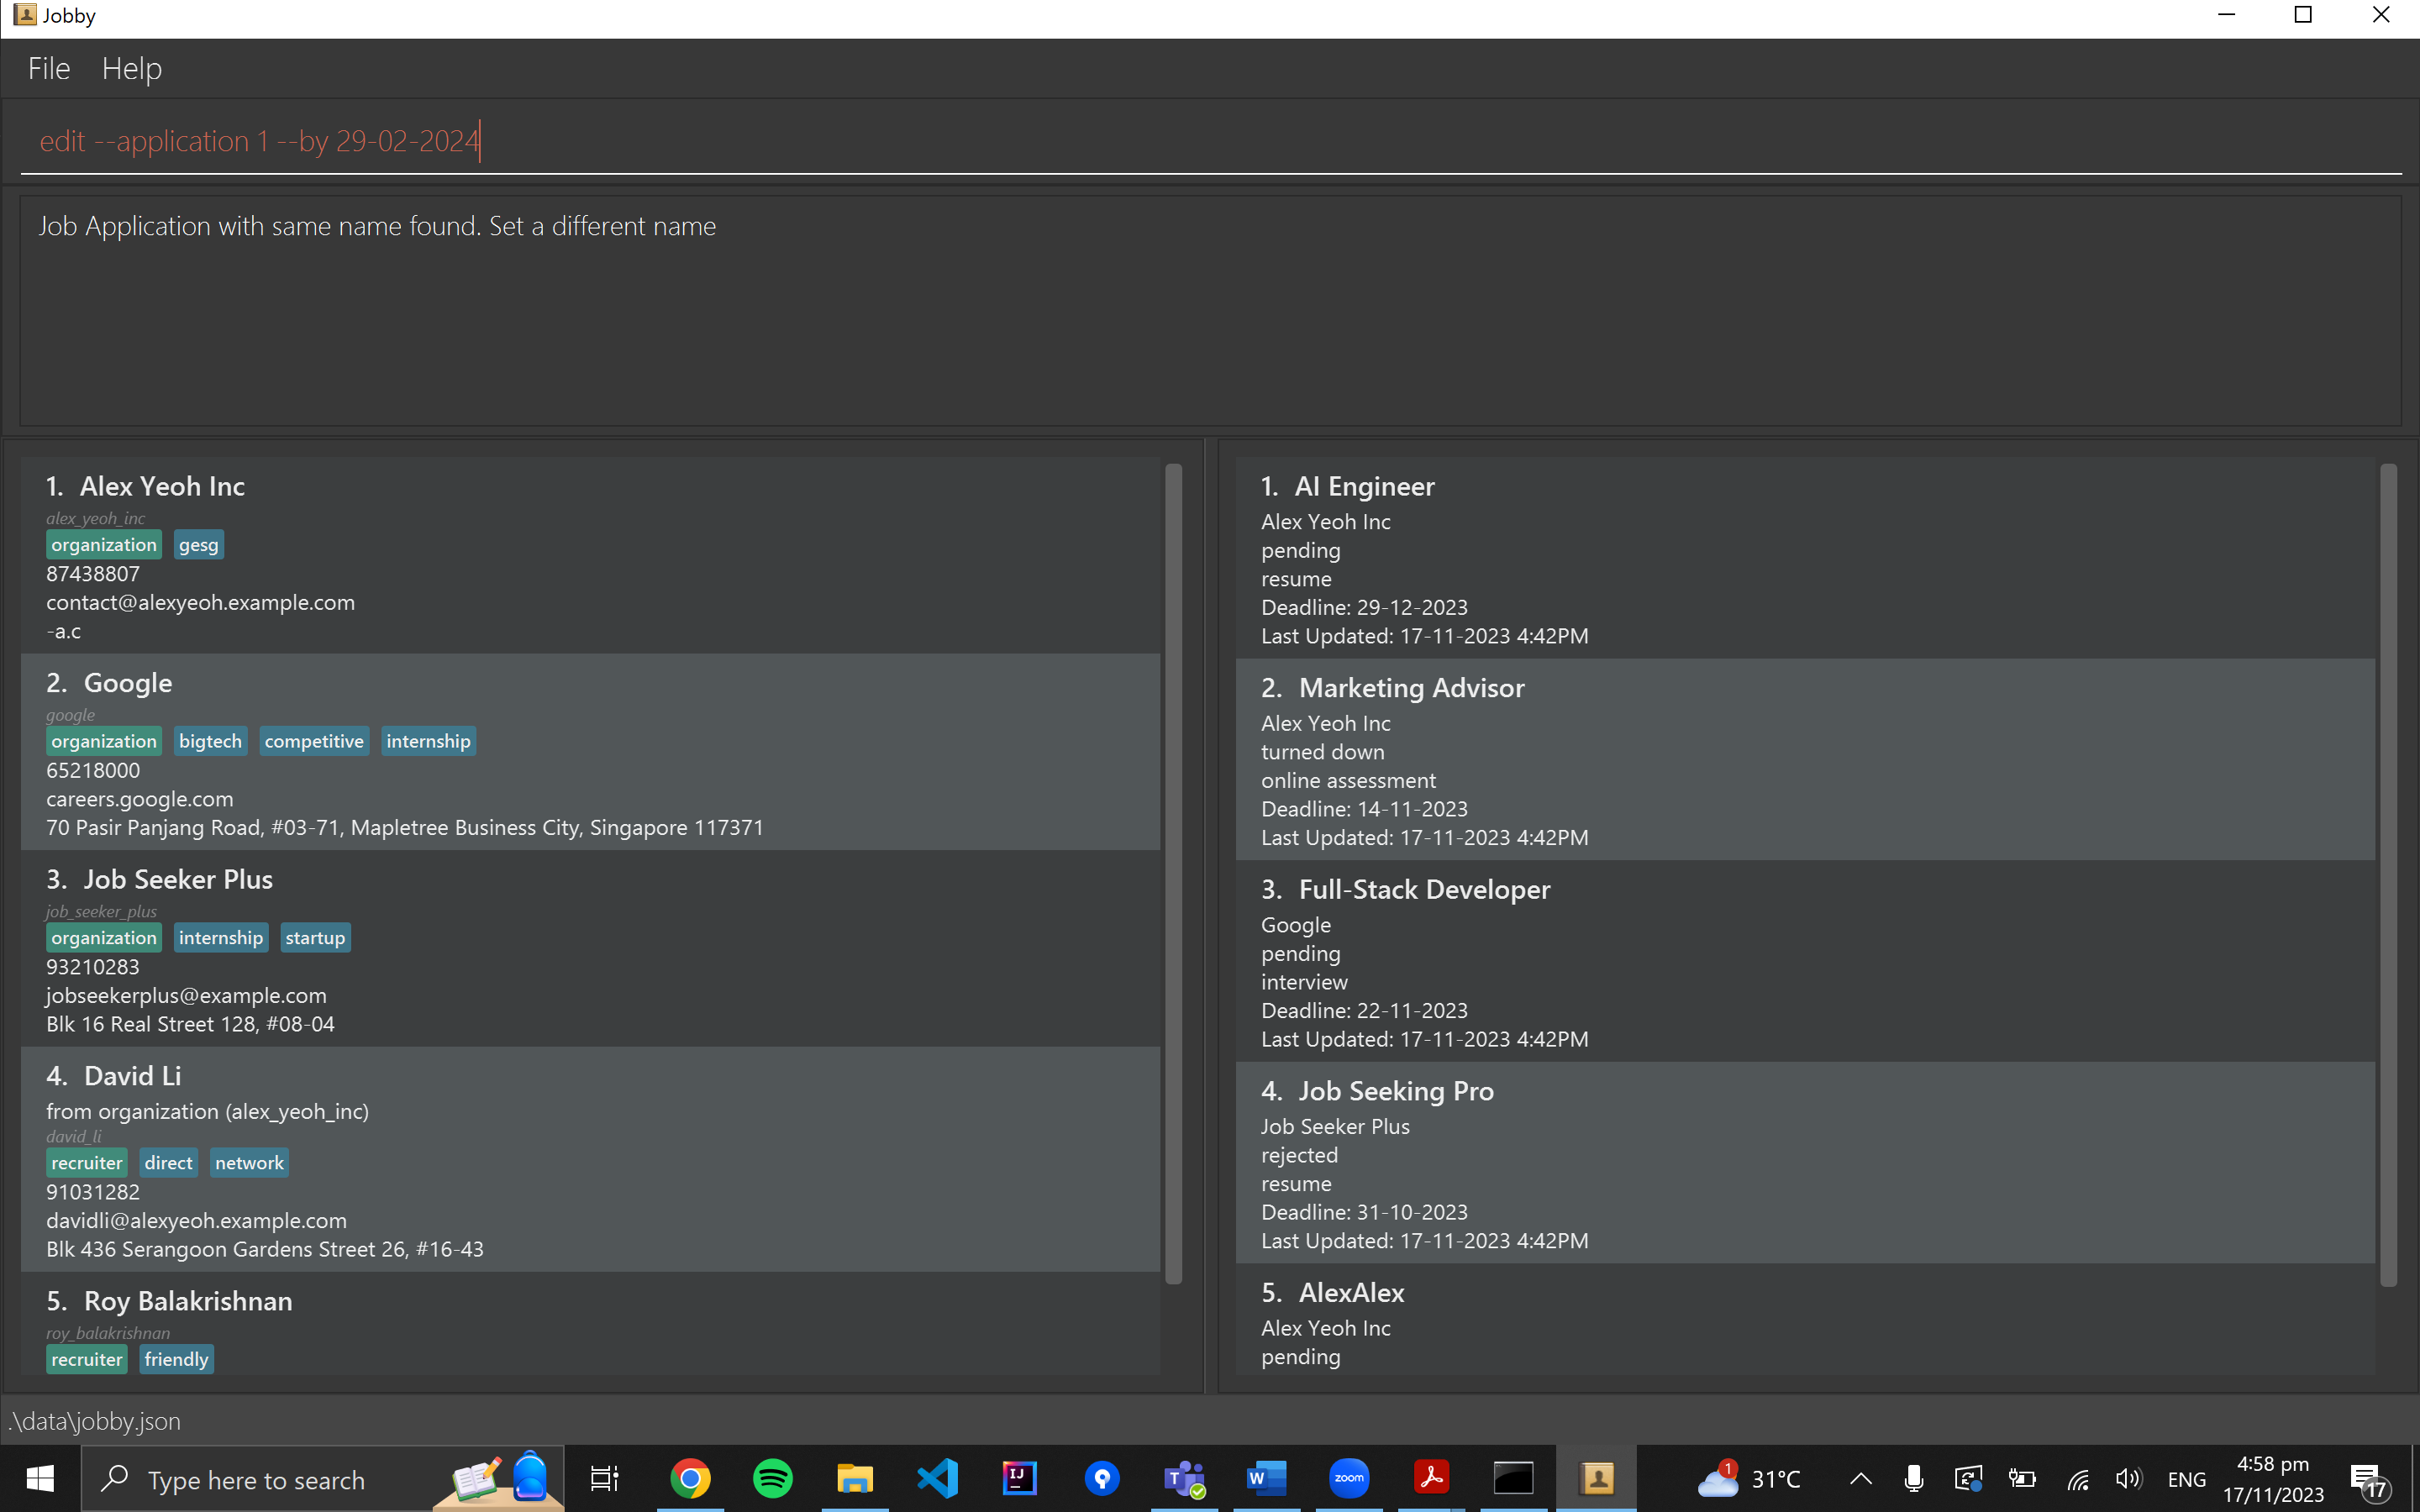 Jobby
File Help
edit --application 1 --by 29-02-2024
Job Application with same name found. Set a different name
1. Alex Yeoh Inc
alex_yeoh_inc
organization gesg
87438807
contact@alexyeoh.example.com
-a.c
2. Google
google
organization bigtech competitive internship
65218000
careers.google.com
70 Pasir Panjang Road, #03-71, Mapletree Business City, Singapore 117371
3. Job Seeker Plus
job_seeker_plus
organization internship startup
93210283
jobseekerplus@example.com
Blk 16 Real Street 128, #08-04
4. David Li
from organization (alex_yeoh_inc)
david_li
recruiter direct network
91031282
davidli@alexyeoh.example.com
Blk 436 Serangoon Gardens Street 26, #16-43
5. Roy Balakrishnan
roy_balakrishnan
recruiter friendly
1. AI Engineer
Alex Yeoh Inc
pending
resume
Deadline: 29-12-2023
Last Updated: 17-11-2023 4:42PM
2. Marketing Advisor
Alex Yeoh Inc
turned down
online assessment
Deadline: 14-11-2023
Last Updated: 17-11-2023 4:42PM
3. Full-Stack Developer
Google
pending
interview
Deadline: 22-11-2023
Last Updated: 17-11-2023 4:42PM
4. Job Seeking Pro
Job Seeker Plus
rejected
resume
Deadline: 31-10-2023
Last Updated: 17-11-2023 4:42PM
5. AlexAlex
Alex Yeoh Inc
pending
.\data\jobby.json
Type here to search
IJ
T
W
zoom
1
31°C
ENG
4:58 pm
17/11/2023
17